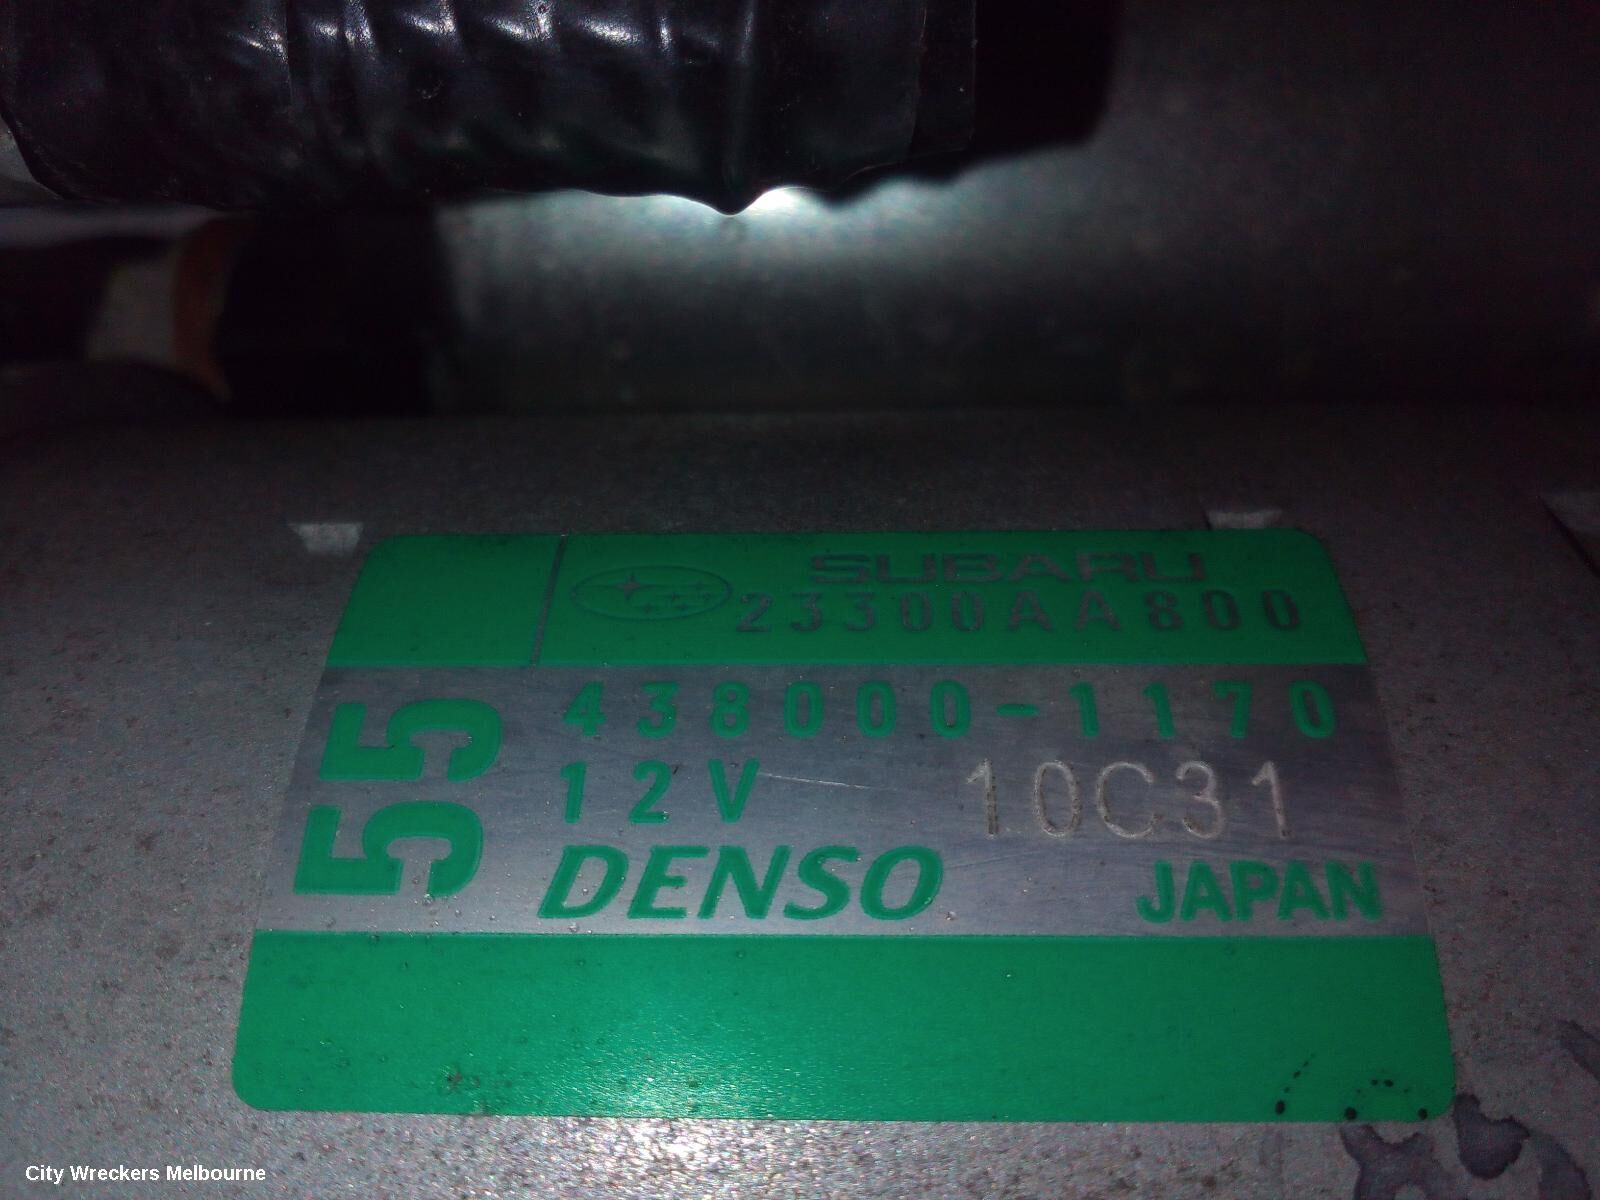 SUBARU
23300AA800
55
438000-1170
12V 10C31
DENSO JAPAN
City Wreckers Melbourne